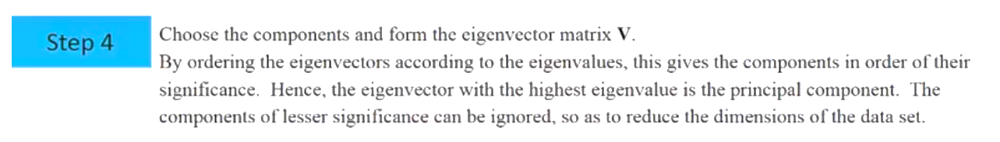 Step 4
Choose the components and form the eigenvector matrix V.
By ordering the eigenvectors according to the eigenvalues, this gives the components in order of their
significance. Hence, the eigenvector with the highest eigenvalue is the principal component. The
components of lesser significance can be ignored, so as to reduce the dimensions of the data set.